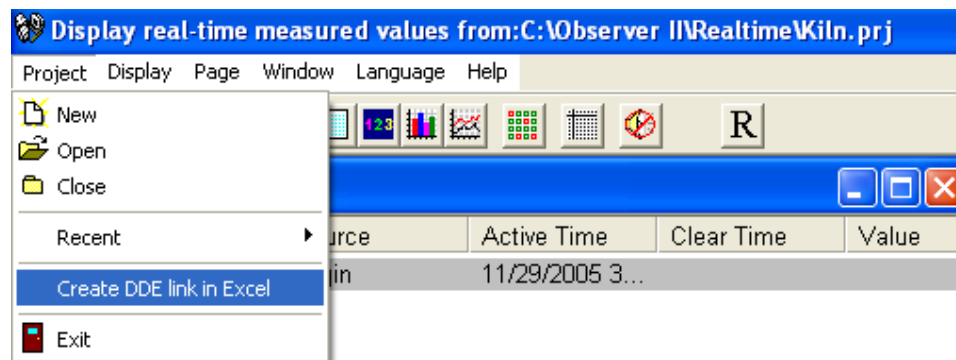 Display real-time measured values from:C:\Observer II\Realtime\Kiln.prj
Project Display Page Window Language Help
New
123
R
Open
Close
Recent
urce Active Time Clear Time Value
Create DDE link in Excel
gin 11/29/2005 3...
Exit